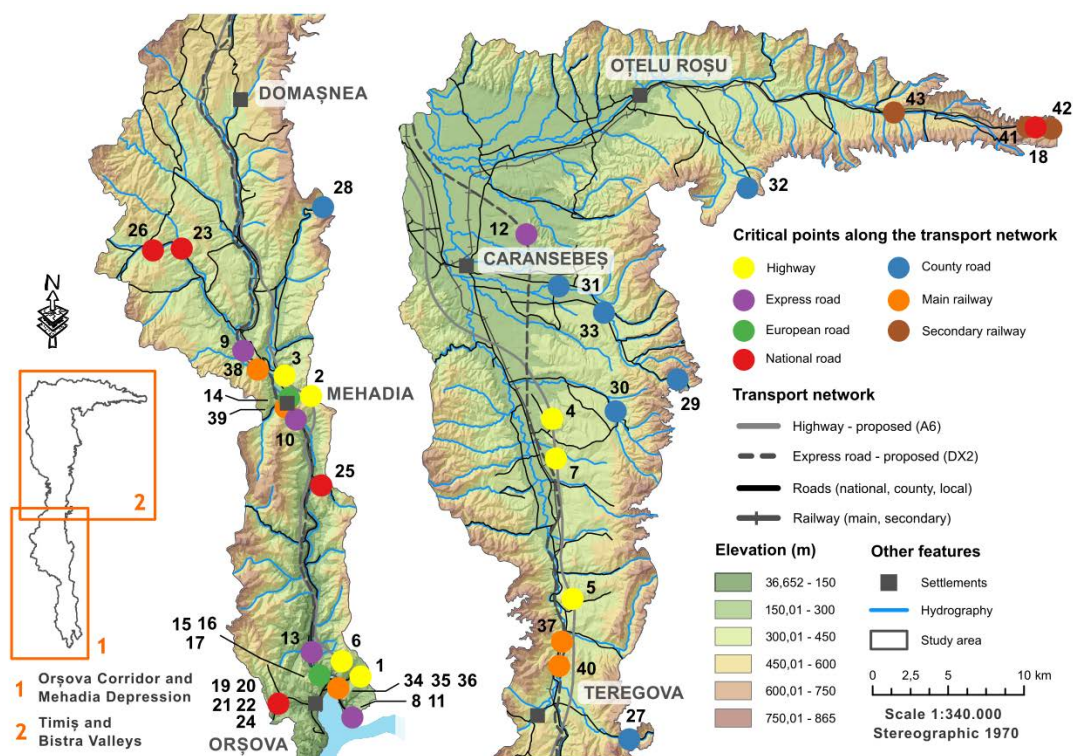 DOMAȘNEA
28
26
23
9
38
3
2
MEHADIA
14
39
10
25
15 16
17
13
6
1
19 20
21 22
24
34 35 36
8 11
ORȘOVA
N
2
1
1 Orșova Corridor and
Mehadia Depression
2 Timiș and
Bistra Valleys
OȚELU ROȘU
43
42
41
18
32
12
CARANSEBEȘ
31
33
30
29
4
7
5
37
40
TEREGOVA
27
Critical points along the transport network
Highway
County road
Express road
Main railway
European road
Secondary railway
National road
Transport network
Highway - proposed (A6)
Express road - proposed (DX2)
Roads (national, county, local)
Railway (main, secondary)
Elevation (m)
36,652 - 150
150,01 - 300
300,01 - 450
450,01 - 600
600,01 - 750
750,01 - 865
Other features
Settlements
Hydrography
Study area
0 2,5 5 10 km
Scale 1:340.000
Stereographic 1970